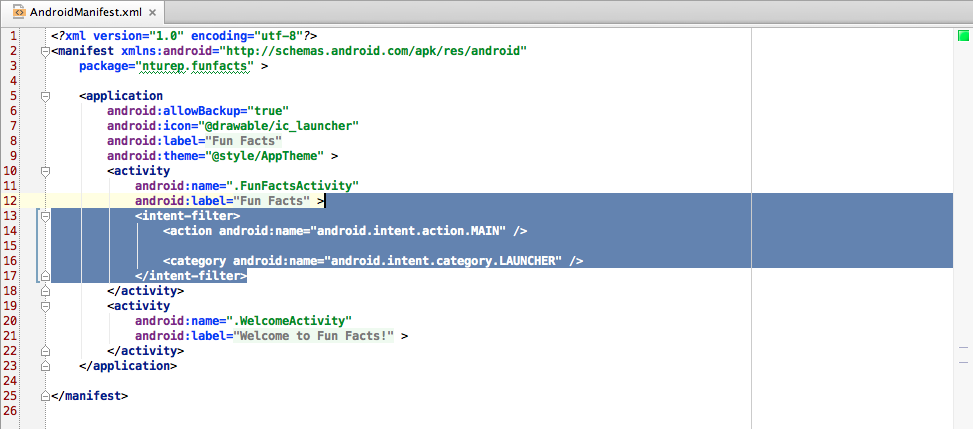 AndroidManifest.xml ×
1 <?xml version="1.0" encoding="utf-8"?>
2 <manifest xmlns:android="http://schemas.android.com/apk/res/android"
3 package="nturep.funfacts" >
4
5 <application
6 android:allowBackup="true"
7 android:icon="@drawable/ic_launcher"
8 android:label="Fun Facts"
9 android:theme="@style/AppTheme" >
10 <activity
11 android:name=".FunFactsActivity"
12 android:label="Fun Facts" >
13 <intent-filter>
14 <action android:name="android.intent.action.MAIN" />
15
16 <category android:name="android.intent.category.LAUNCHER" />
17 </intent-filter>
18 </activity>
19 <activity
20 android:name=".WelcomeActivity"
21 android:label="Welcome to Fun Facts!" >
22 </activity>
23 </application>
24
25 </manifest>
26